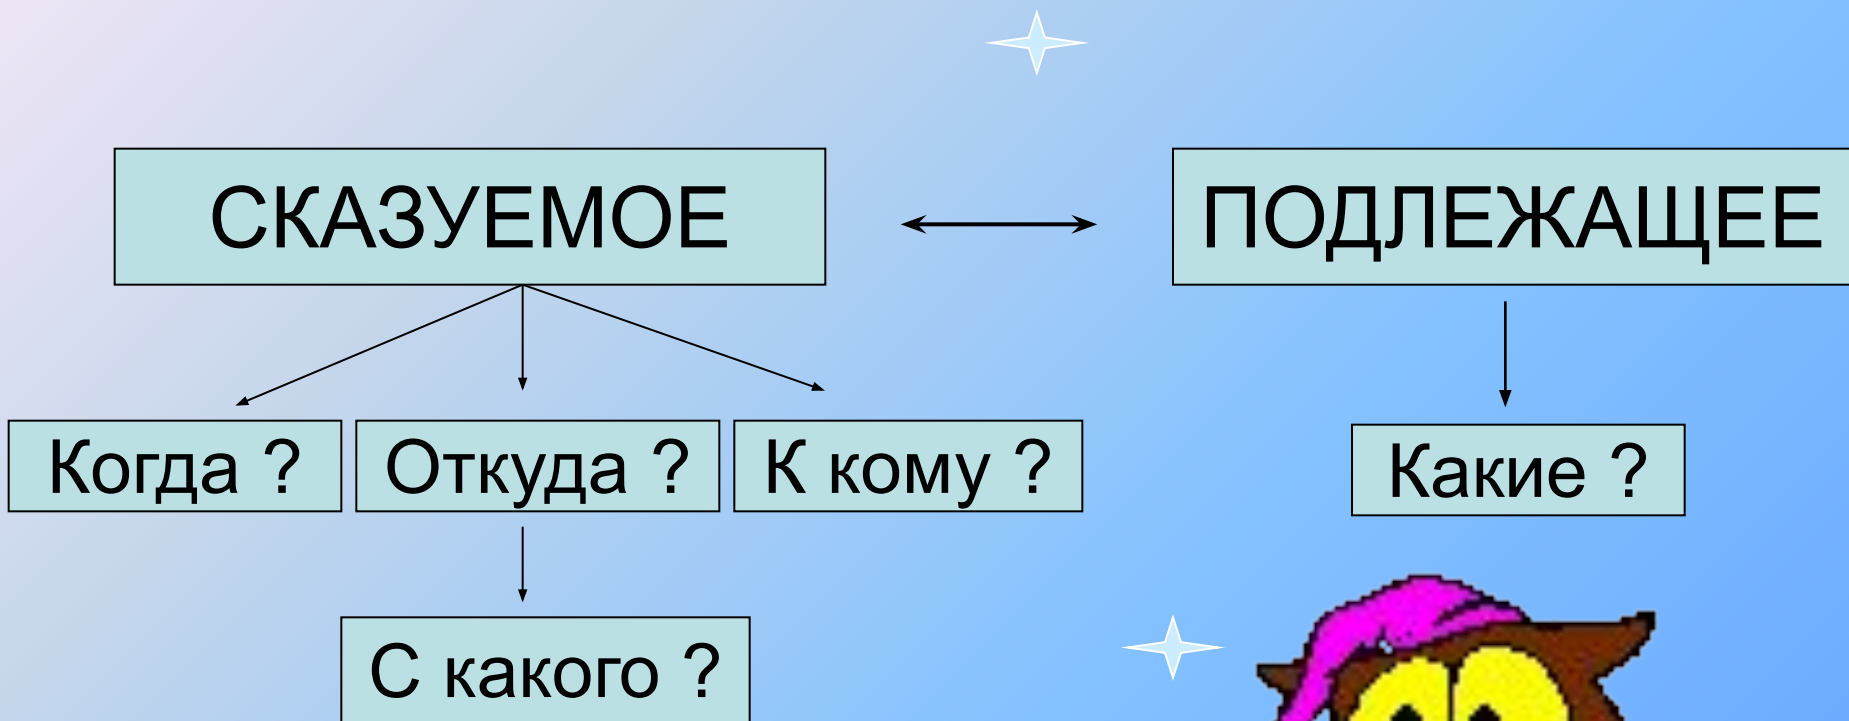 СКАЗУЕМОЕ
ПОДЛЕЖАЩЕЕ
Когда ?
Откуда ?
К кому ?
Какие ?
С какого ?